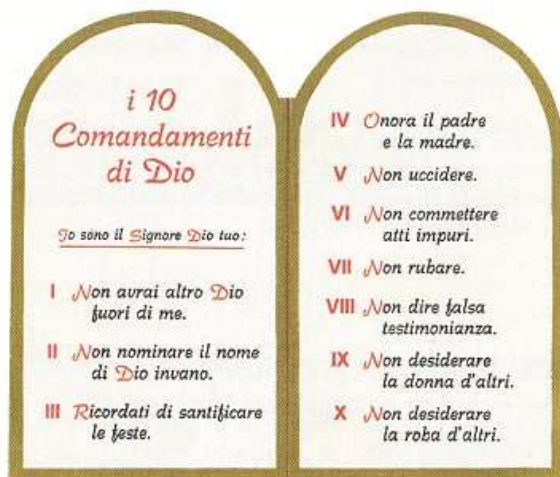 i 10
Comandamenti
di Dio
Io sono il Signore Dio tuo:
I Non avrai altro Dio
fuori di me.
II Non nominare il nome
di Dio invano.
III Ricordati di santificare
le feste.
IV Onora il padre
e la madre.
V Non uccidere.
VI Non commettere
atti impuri.
VII Non rubare.
VIII Non dire falsa
testimonianza.
IX Non desiderare
la donna d'altri.
X Non desiderare
la roba d'altri.